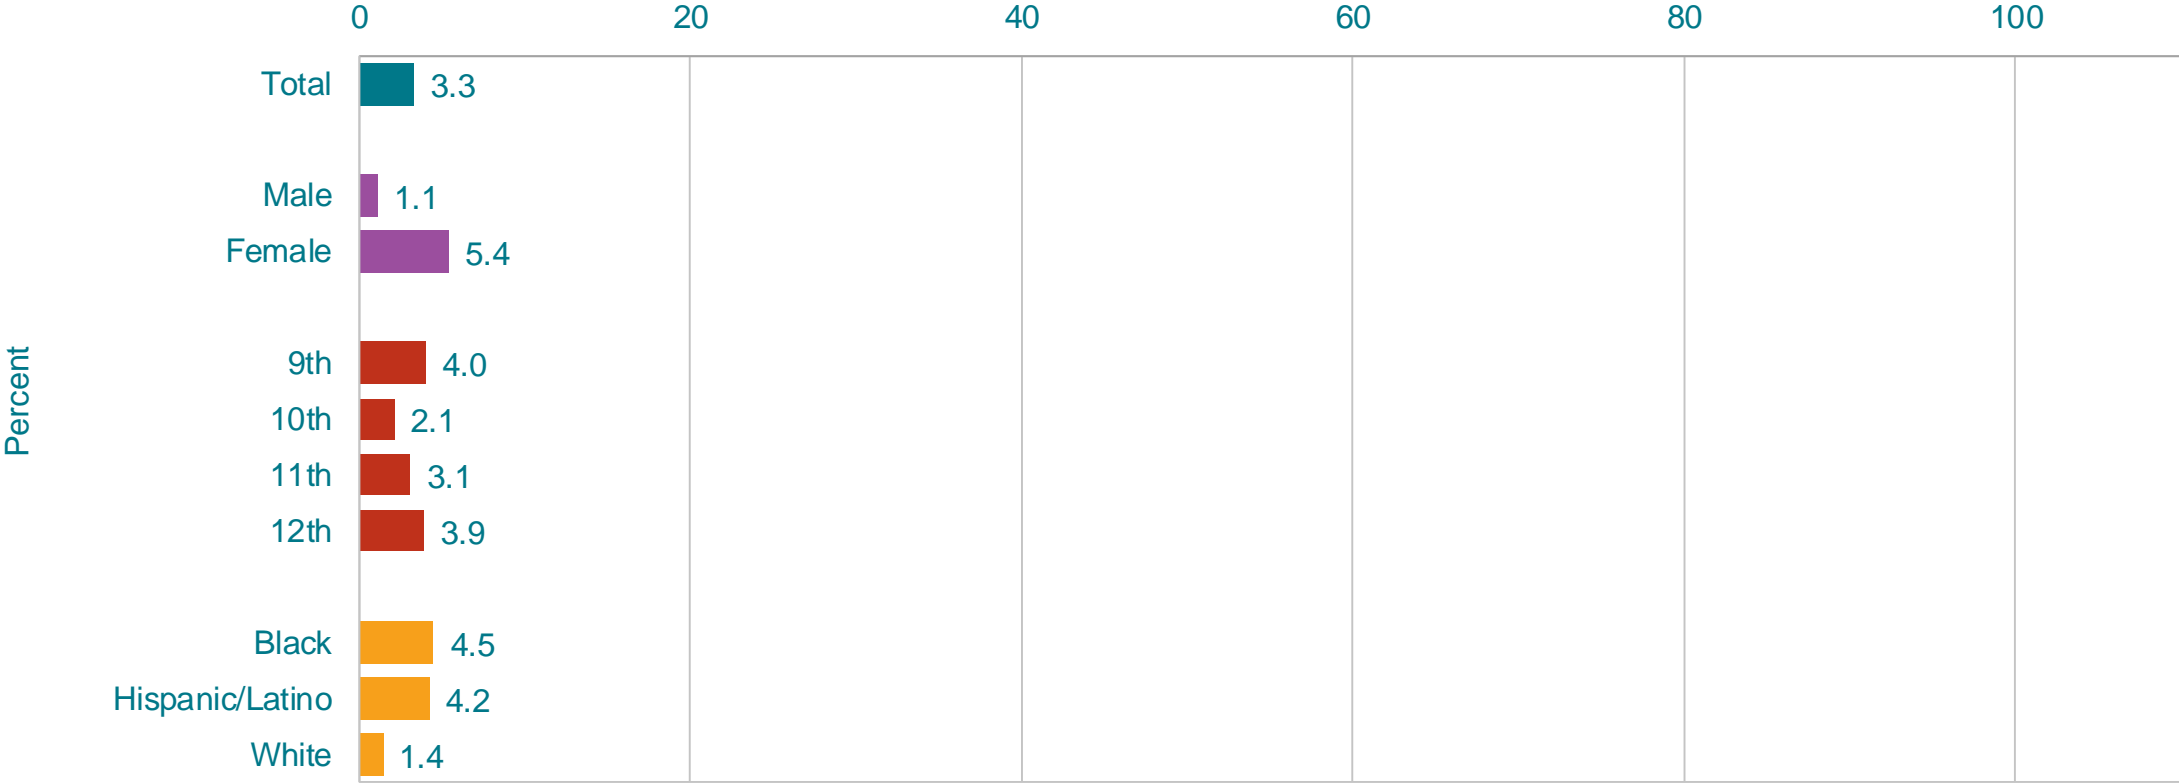 0 20 40 60 80 100
Total 3.3
Male 1.1
Female 5.4
9th 4.0
10th 2.1
11th 3.1
12th 3.9
Black 4.5
Hispanic/Latino 4.2
White 1.4
Percent